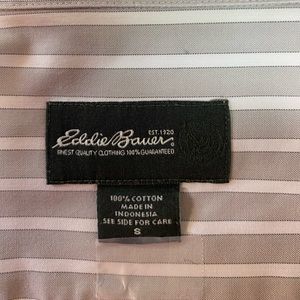 EST. 1920
Eddie Bauer
FINEST QUALITY CLOTHING 100% GUARANTEED
100% COTTON
MADE IN
INDONESIA
SEE SIDE FOR CARE
S